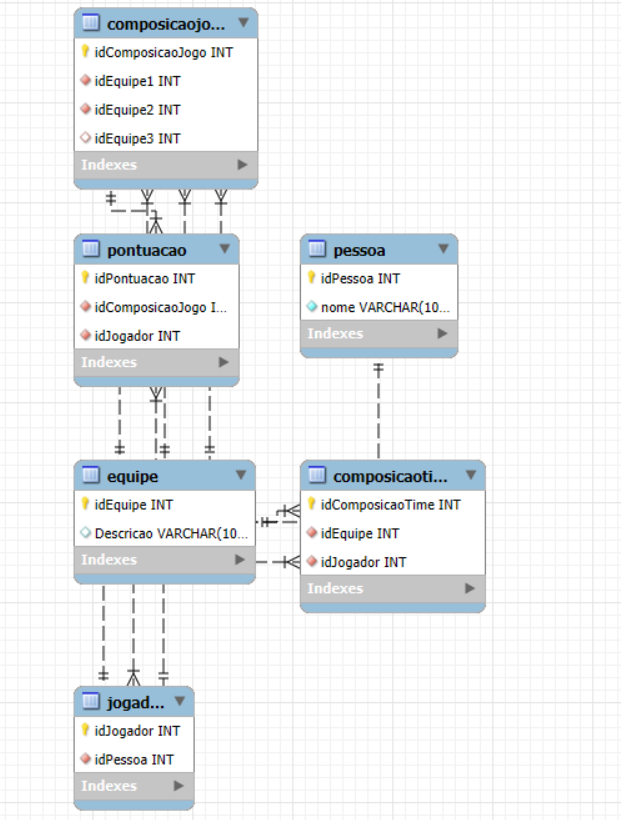 composicaojo...
idComposicaoJogo INT
idEquipe1 INT
idEquipe2 INT
idEquipe3 INT
Indexes
pontuacao
idPontuacao INT
idComposicaoJogo I...
idJogador INT
Indexes
pessoa
idPessoa INT
nome VARCHAR(10...
Indexes
equipe
idEquipe INT
Descricao VARCHAR(10...
Indexes
composicaoti...
idComposicaoTime INT
idEquipe INT
idJogador INT
Indexes
jogad...
idJogador INT
idPessoa INT
Indexes